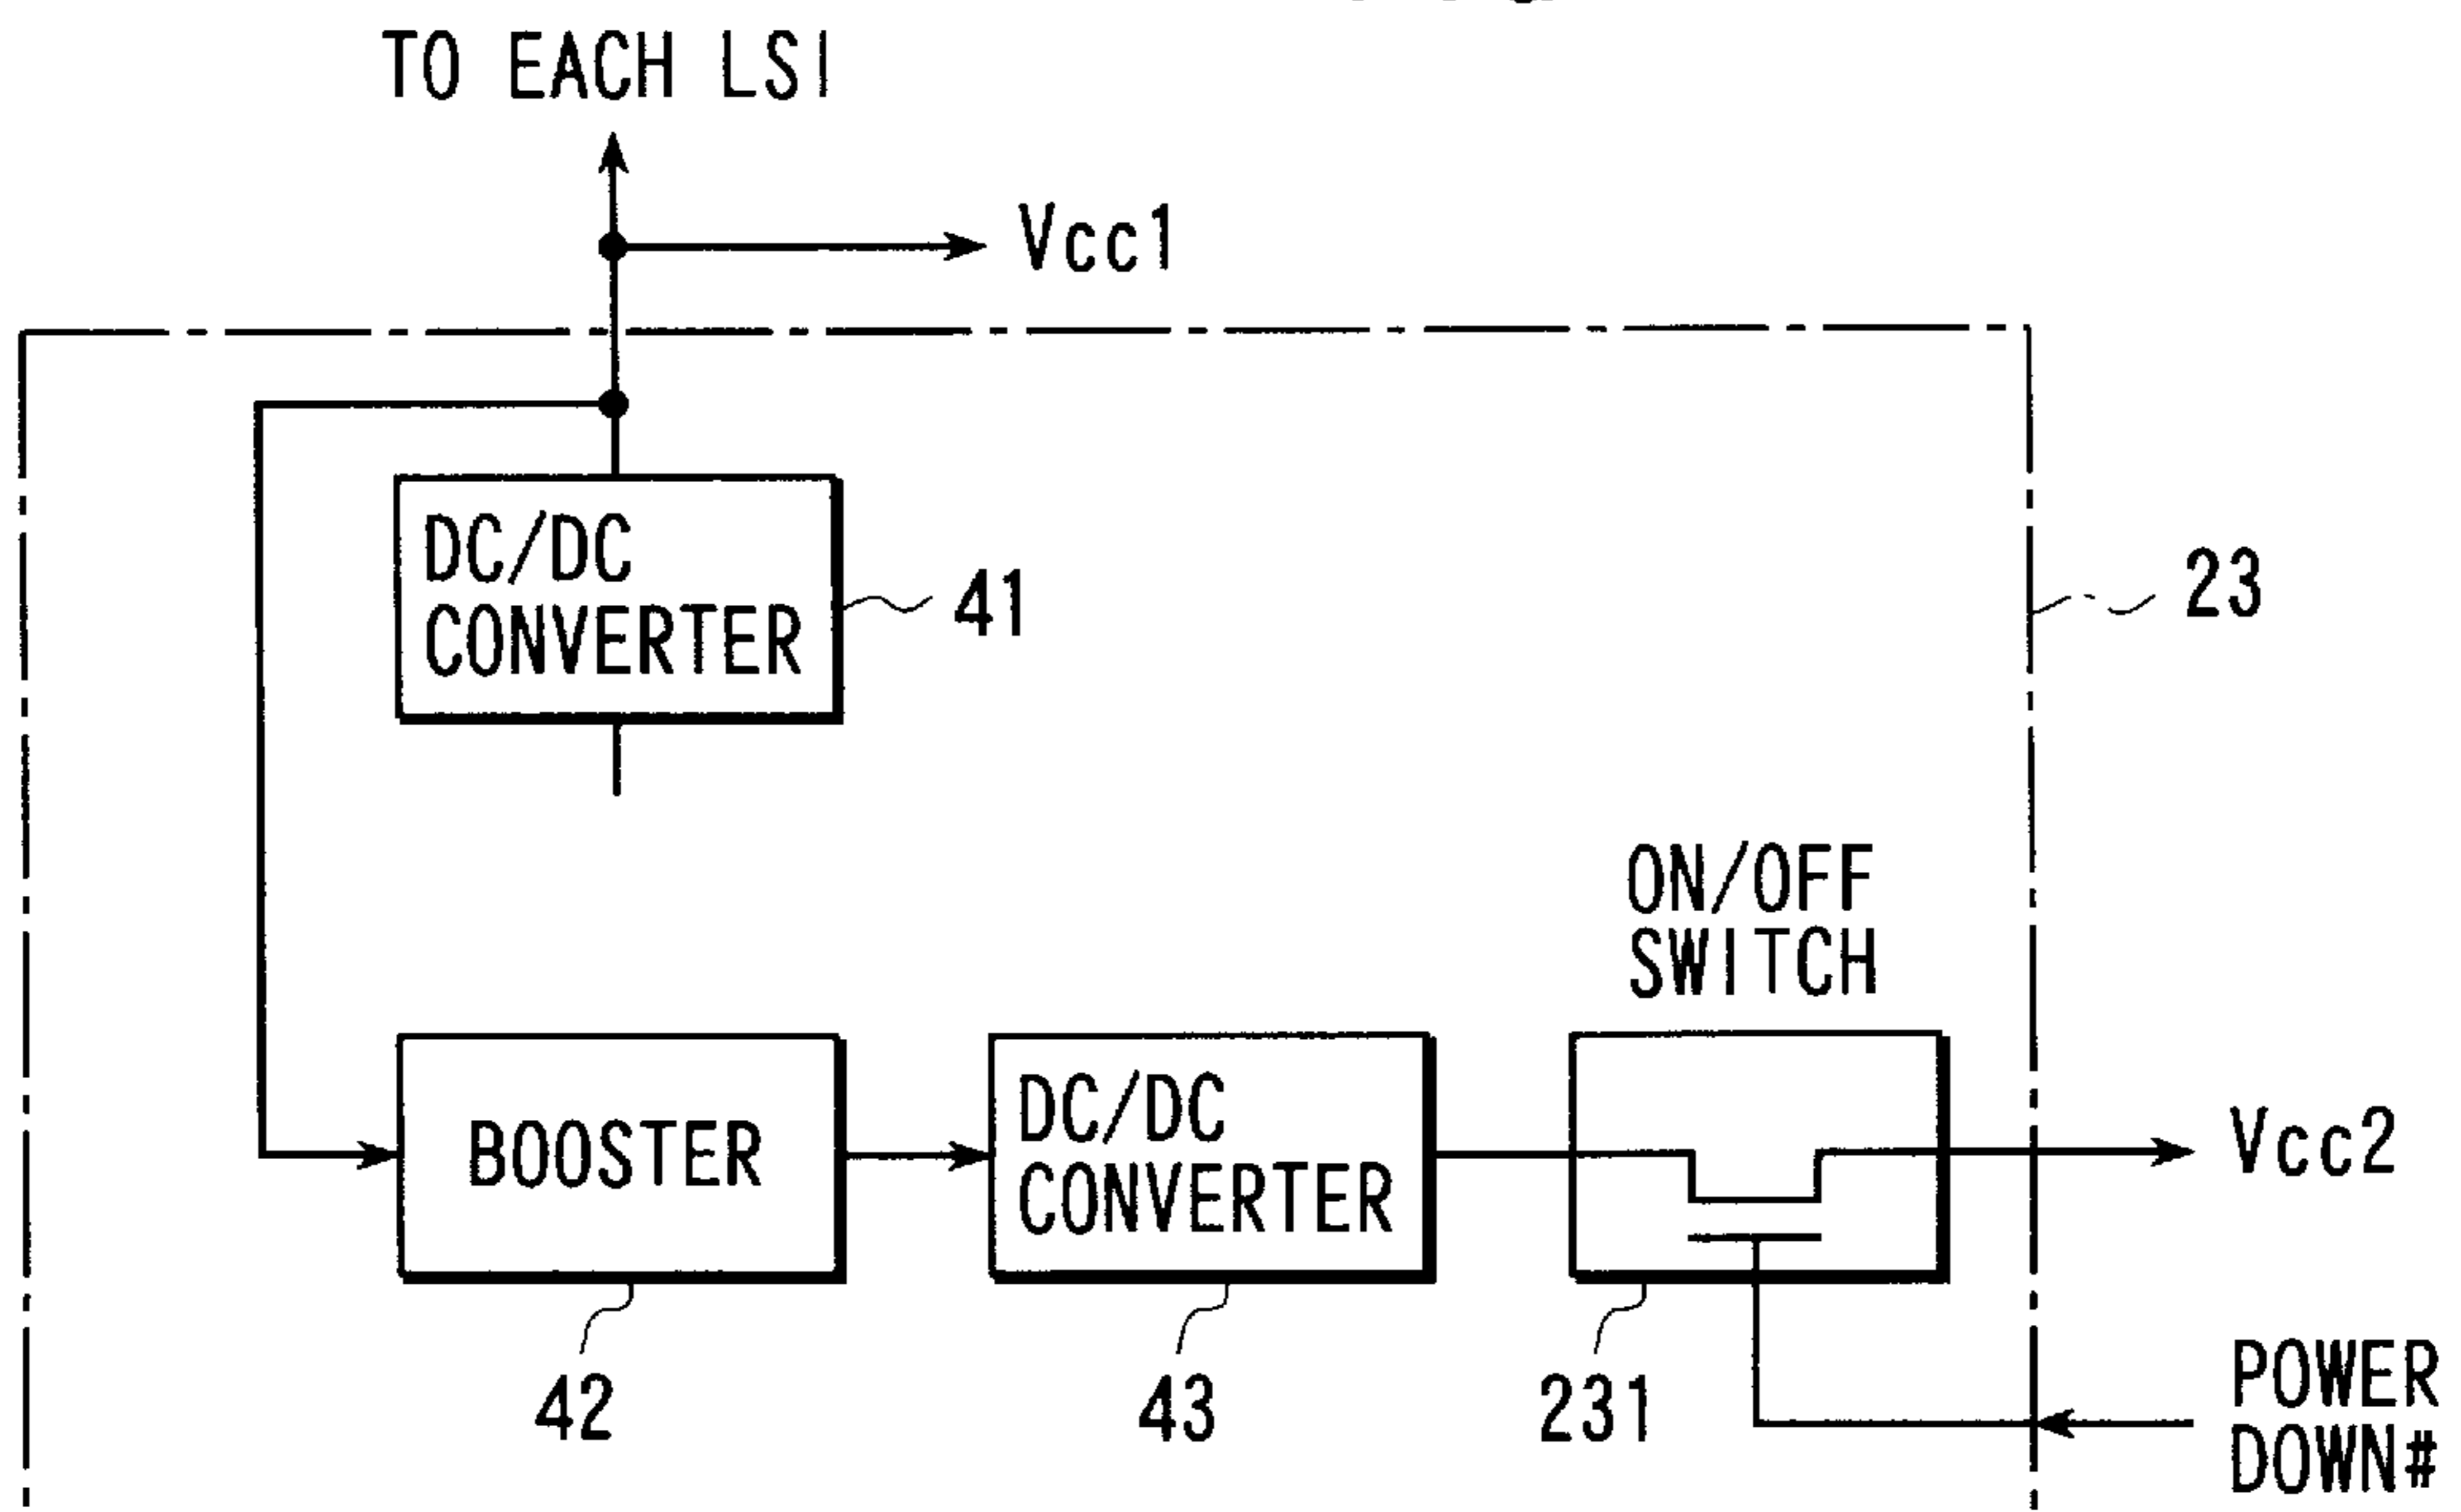 TO EACH LSI
Vcc1
DC/DC
CONVERTER
41
23
ON/OFF
SWITCH
BOOSTER
DC/DC
CONVERTER
Vcc2
42
43
231
POWER
DOWN#